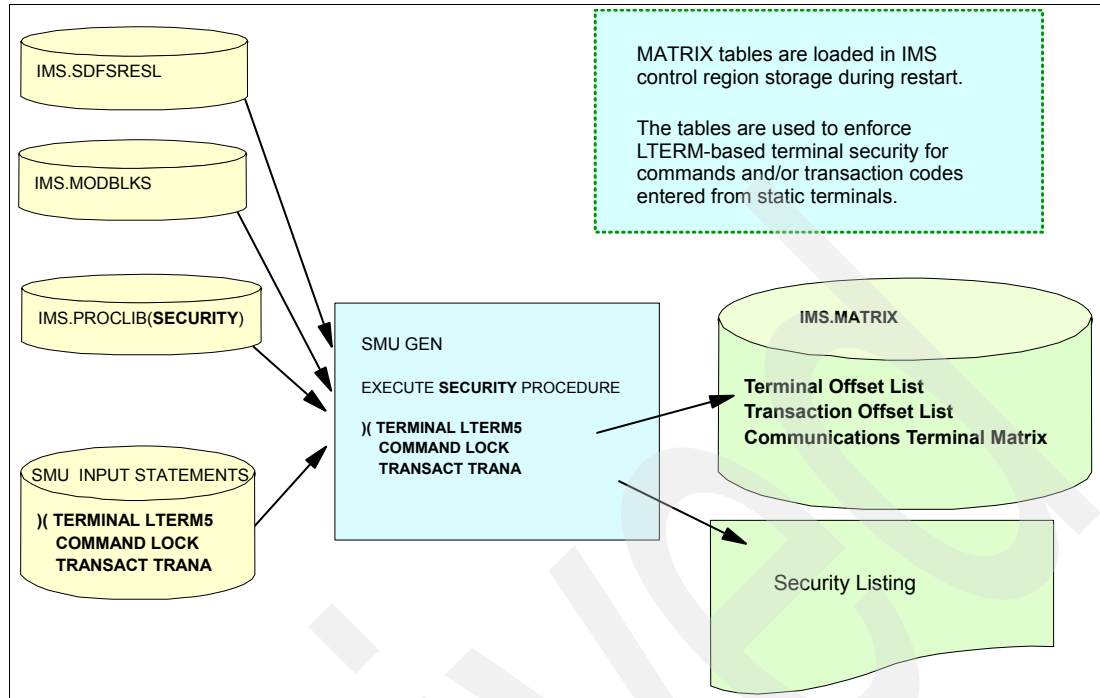 IMS.SDFSRESL
IMS.MODBLKS
IMS.PROCLIB(SECURITY)
SMU INPUT STATEMENTS
)( TERMINAL LTERM5
COMMAND LOCK
TRANSACT TRANA
SMU GEN
EXECUTE SECURITY PROCEDURE
)( TERMINAL LTERM5
COMMAND LOCK
TRANSACT TRANA
MATRIX tables are loaded in IMS
control region storage during restart.
The tables are used to enforce
LTERM-based terminal security for
commands and/or transaction codes
entered from static terminals.
IMS.MATRIX
Terminal Offset List
Transaction Offset List
Communications Terminal Matrix
Security Listing